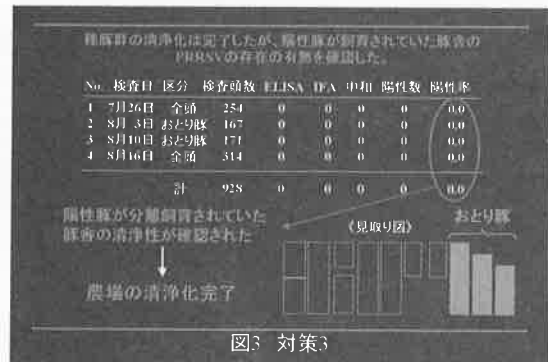 種豚群の清浄化は完了したが、陽性豚が飼育されていた豚舎の
PRRSVの存在の有無を確認した。
No. 検査日 区分 検査頭数 ELISA IFA 中和 陽性数 陽性率
1 7月26日 全頭 254 0 0 0 0 0.0
2 8月 3日 おとり豚 167 0 0 0 0 0.0
3 8月10日 おとり豚 171 0 0 0 0 0.0
4 8月16日 全頭 314 0 0 0 0 0.0
計 928 0 0 0 0 0.0
陽性豚が分離飼育されていた
豚舎の清浄性が確認された
《見取り図》
おとり豚
農場の清浄化完了
図3 対策3